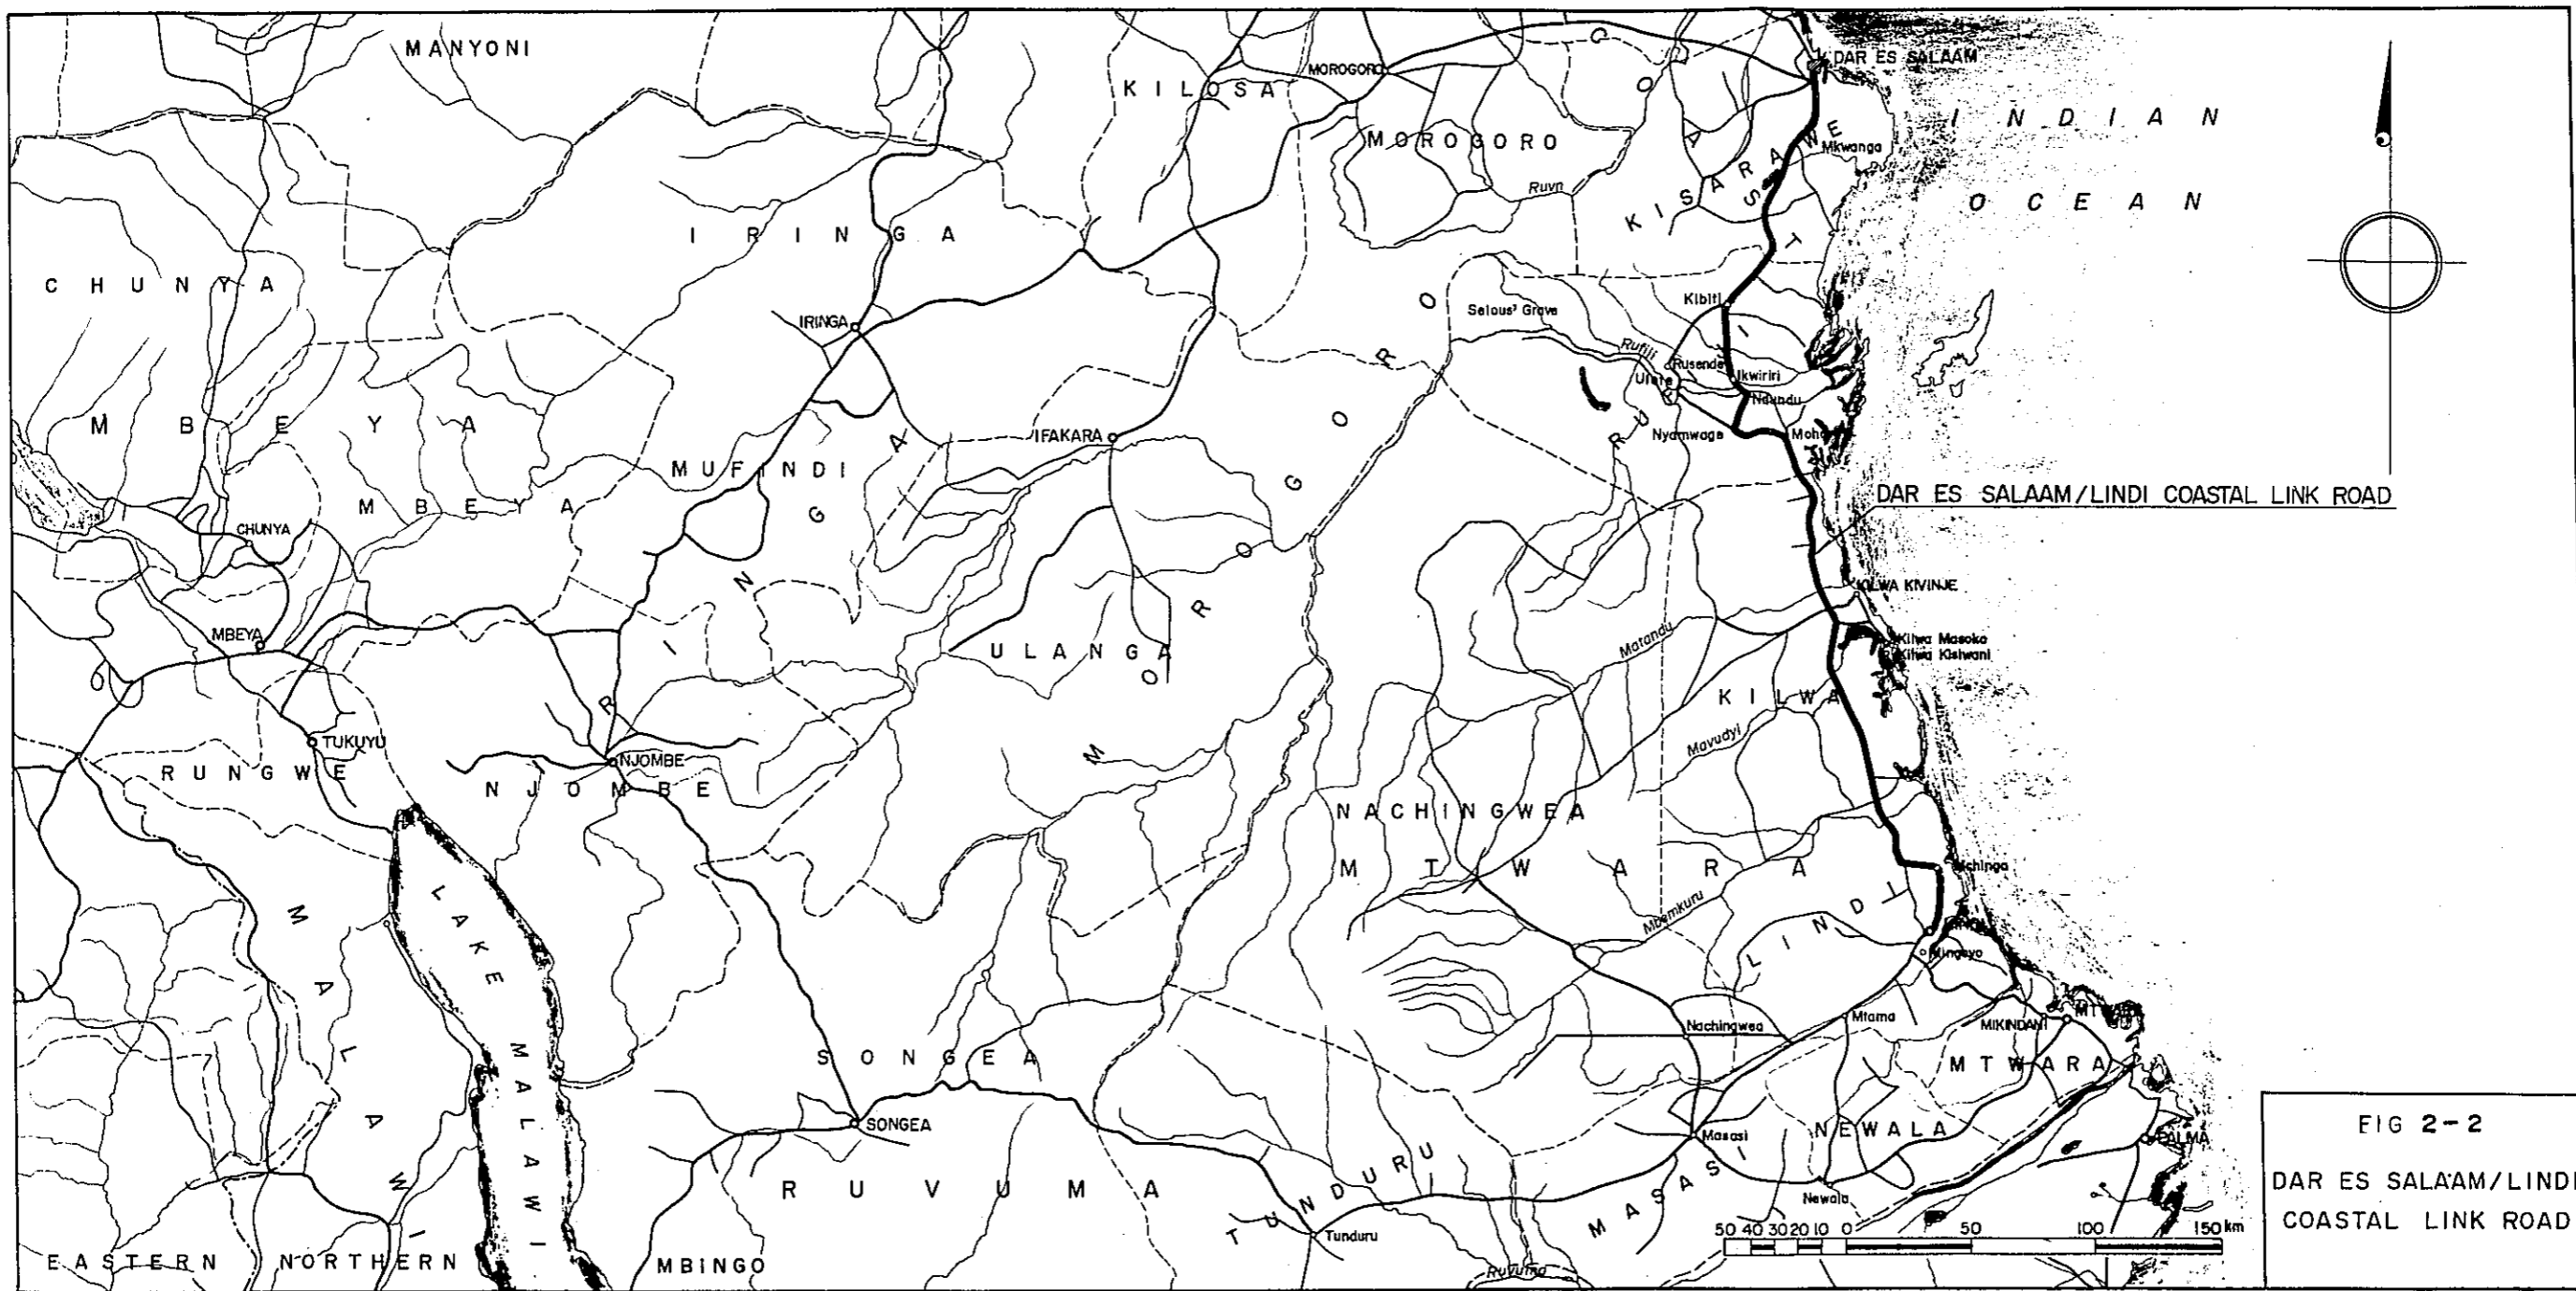 MANYONI
KILOSA
MOROGORO
DAR ES SALAAM
INDIAN
OCEAN
MOROGORO
COAST
KISARAWE
Mkwanga
Ruvu
IRINGA
CHUNYA
IRINGA
Selous' Grave
Kibiti
Rufiji
Rusende
Utete
Ikwiriri
Ndundu
Nyamwage
RUFIJI
MBEYA
MUFINDI
IFAKARA
MBEYA
CHUNYA
DAR ES SALAAM/LINDI COASTAL LINK ROAD
IRINGA
MOROGORO
KILWA KIVINJE
MBEYA
ULANGA
Matandu
Kilwa Masoko
Kilwa Kisiwani
KILWA
Mavudyi
TUKUYU
RUNGWE
NJOMBE
NJOMBE
NACHINGWEA
MTWARA
Mchinga
Mbemkuru
LINDI
Mingoyo
LAKE MALAWI
MALAWI
Nachingwea
Mtama
MIKINDANI
MTWARA
SONGEA
SONGEA
Masasi
NEWALA
MASASI
Newala
PALMA
RUVUMA
TUNDURU
Tunduru
Ruvuma
EASTERN NORTHERN
MBINGO
50 40 30 20 10 0 50 100 150 km
FIG 2-2
DAR ES SALAAM/LINDI
COASTAL LINK ROAD